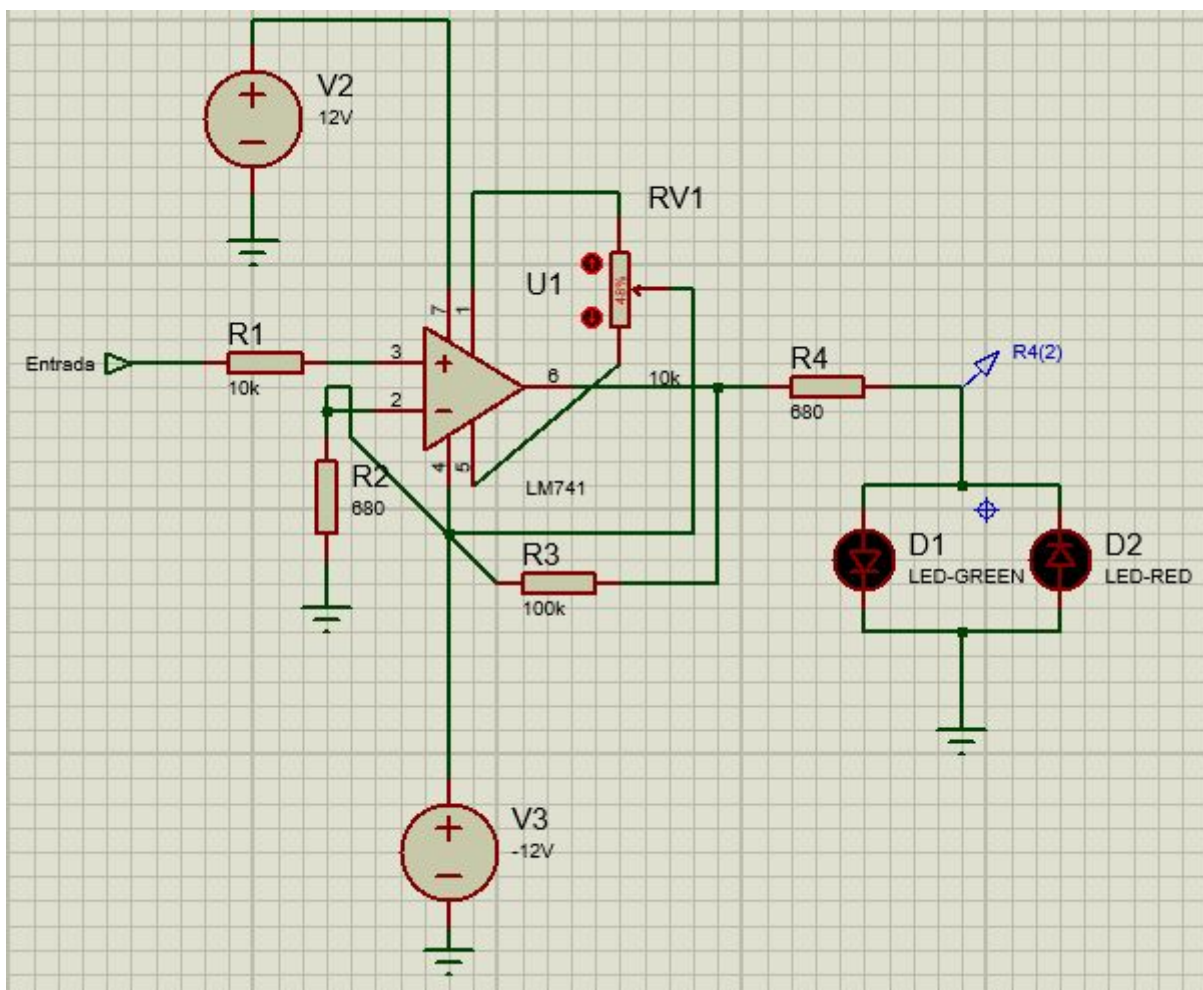 V2
12V
RV1
U1
48%
7
1
R1
10k
Entrada
3
2
6
10k
R4
680
R4(2)
4
5
LM741
R2
680
R3
100k
D1
LED-GREEN
D2
LED-RED
V3
-12V